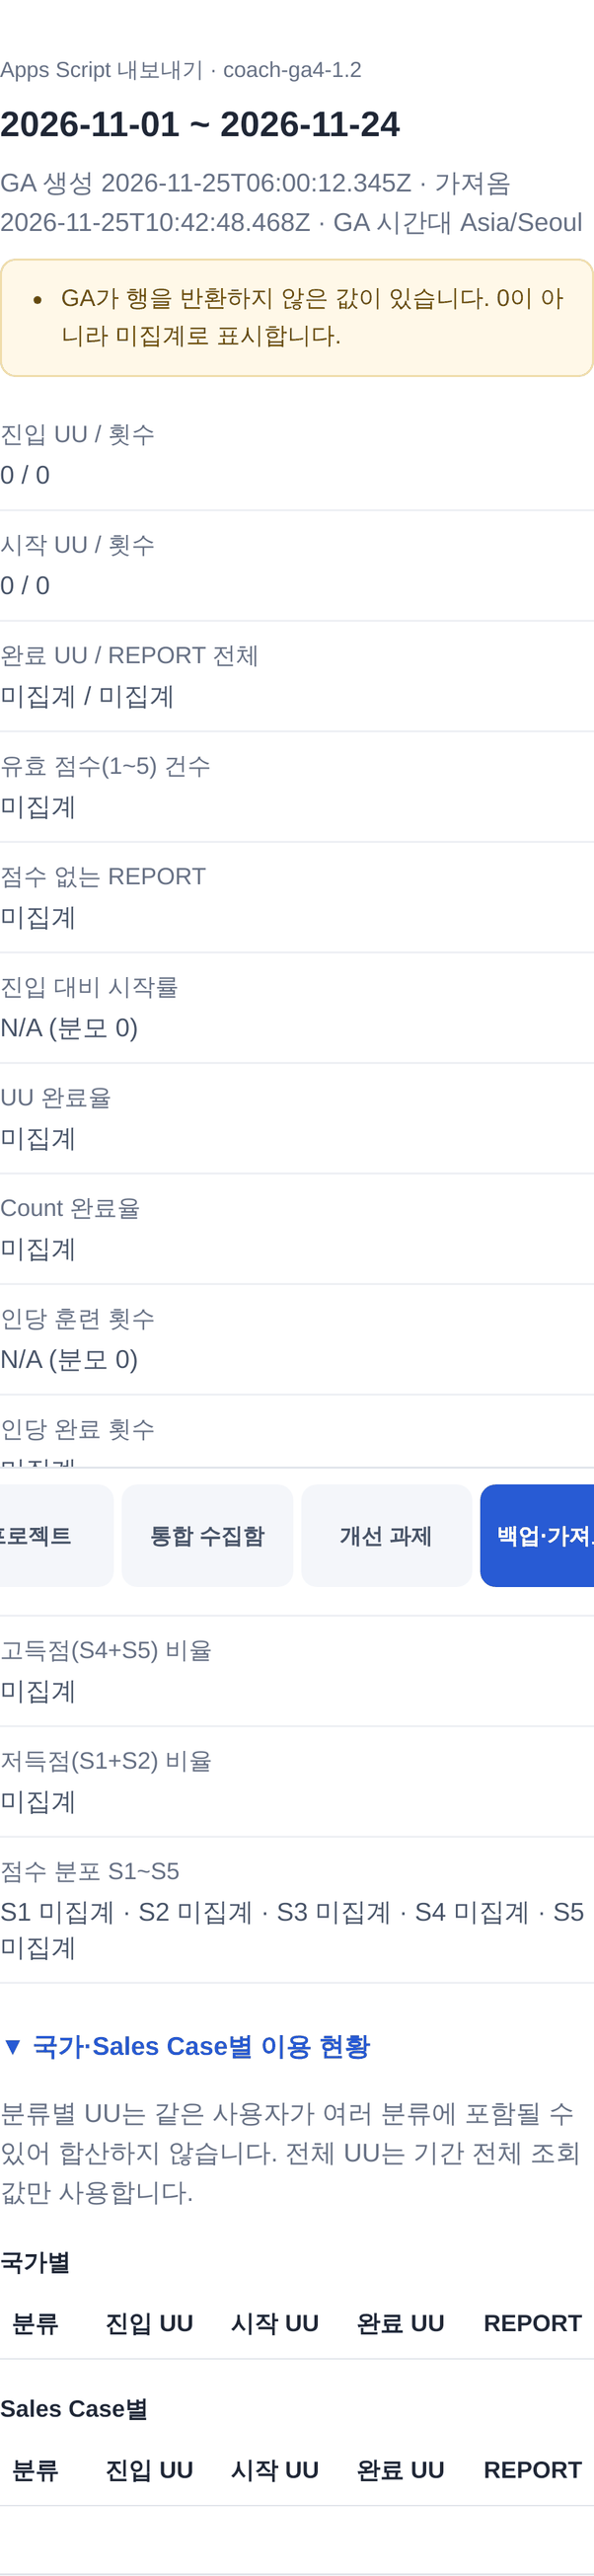 Apps Script 내보내기 · coach-ga4-1.2
2026-11-01 ~ 2026-11-24
GA 생성 2026-11-25T06:00:12.345Z · 가져옴
2026-11-25T10:42:48.468Z · GA 시간대 Asia/Seoul
• GA가 행을 반환하지 않은 값이 있습니다. 0이 아
니라 미집계로 표시합니다.
진입 UU / 횟수
0 / 0
시작 UU / 횟수
0 / 0
완료 UU / REPORT 전체
미집계 / 미집계
유효 점수(1~5) 건수
미집계
점수 없는 REPORT
미집계
진입 대비 시작률
N/A (분모 0)
UU 완료율
미집계
Count 완료율
미집계
인당 훈련 횟수
N/A (분모 0)
인당 완료 횟수
통합 수집함
개선 과제
고득점(S4+S5) 비율
미집계
저득점(S1+S2) 비율
미집계
점수 분포 S1~S5
S1 미집계 · S2 미집계 · S3 미집계 · S4 미집계 · S5
미집계
▼ 국가·Sales Case별 이용 현황
분류별 UU는 같은 사용자가 여러 분류에 포함될 수
있어 합산하지 않습니다. 전체 UU는 기간 전체 조회
값만 사용합니다.
국가별
분류 진입 UU 시작 UU 완료 UU REPORT
Sales Case별
분류 진입 UU 시작 UU 완료 UU REPORT